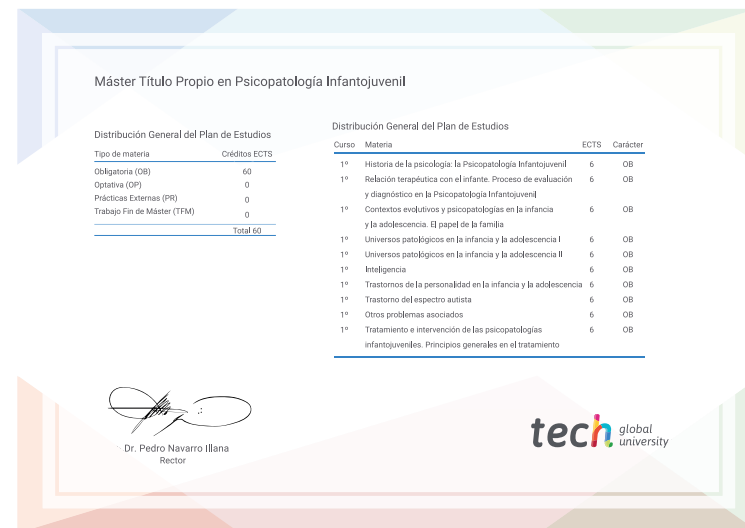 Máster Título Propio en Psicopatología Infantojuvenil
Distribución General del Plan de Estudios
Tipo de materia Créditos ECTS
Obligatoria (OB) 60
Optativa (OP) 0
Prácticas Externas (PR) 0
Trabajo Fin de Máster (TFM) 0
Total 60
Distribución General del Plan de Estudios
Curso Materia ECTS Carácter
1º Historia de la psicología: la Psicopatología Infantojuvenil 6 OB
1º Relación terapéutica con el infante. Proceso de evaluación 6 OB
y diagnóstico en la Psicopatología Infantojuvenil
1º Contextos evolutivos y psicopatologías en la infancia 6 OB
y la adolescencia. El papel de la familia
1º Universos patológicos en la infancia y la adolescencia I 6 OB
1º Universos patológicos en la infancia y la adolescencia II 6 OB
1º Inteligencia 6 OB
1º Trastornos de la personalidad en la infancia y la adolescencia 6 OB
1º Trastorno del espectro autista 6 OB
1º Otros problemas asociados 6 OB
1º Tratamiento e intervención de las psicopatologías 6 OB
infantojuveniles. Principios generales en el tratamiento
Dr. Pedro Navarro Illana
Rector
tech global
university